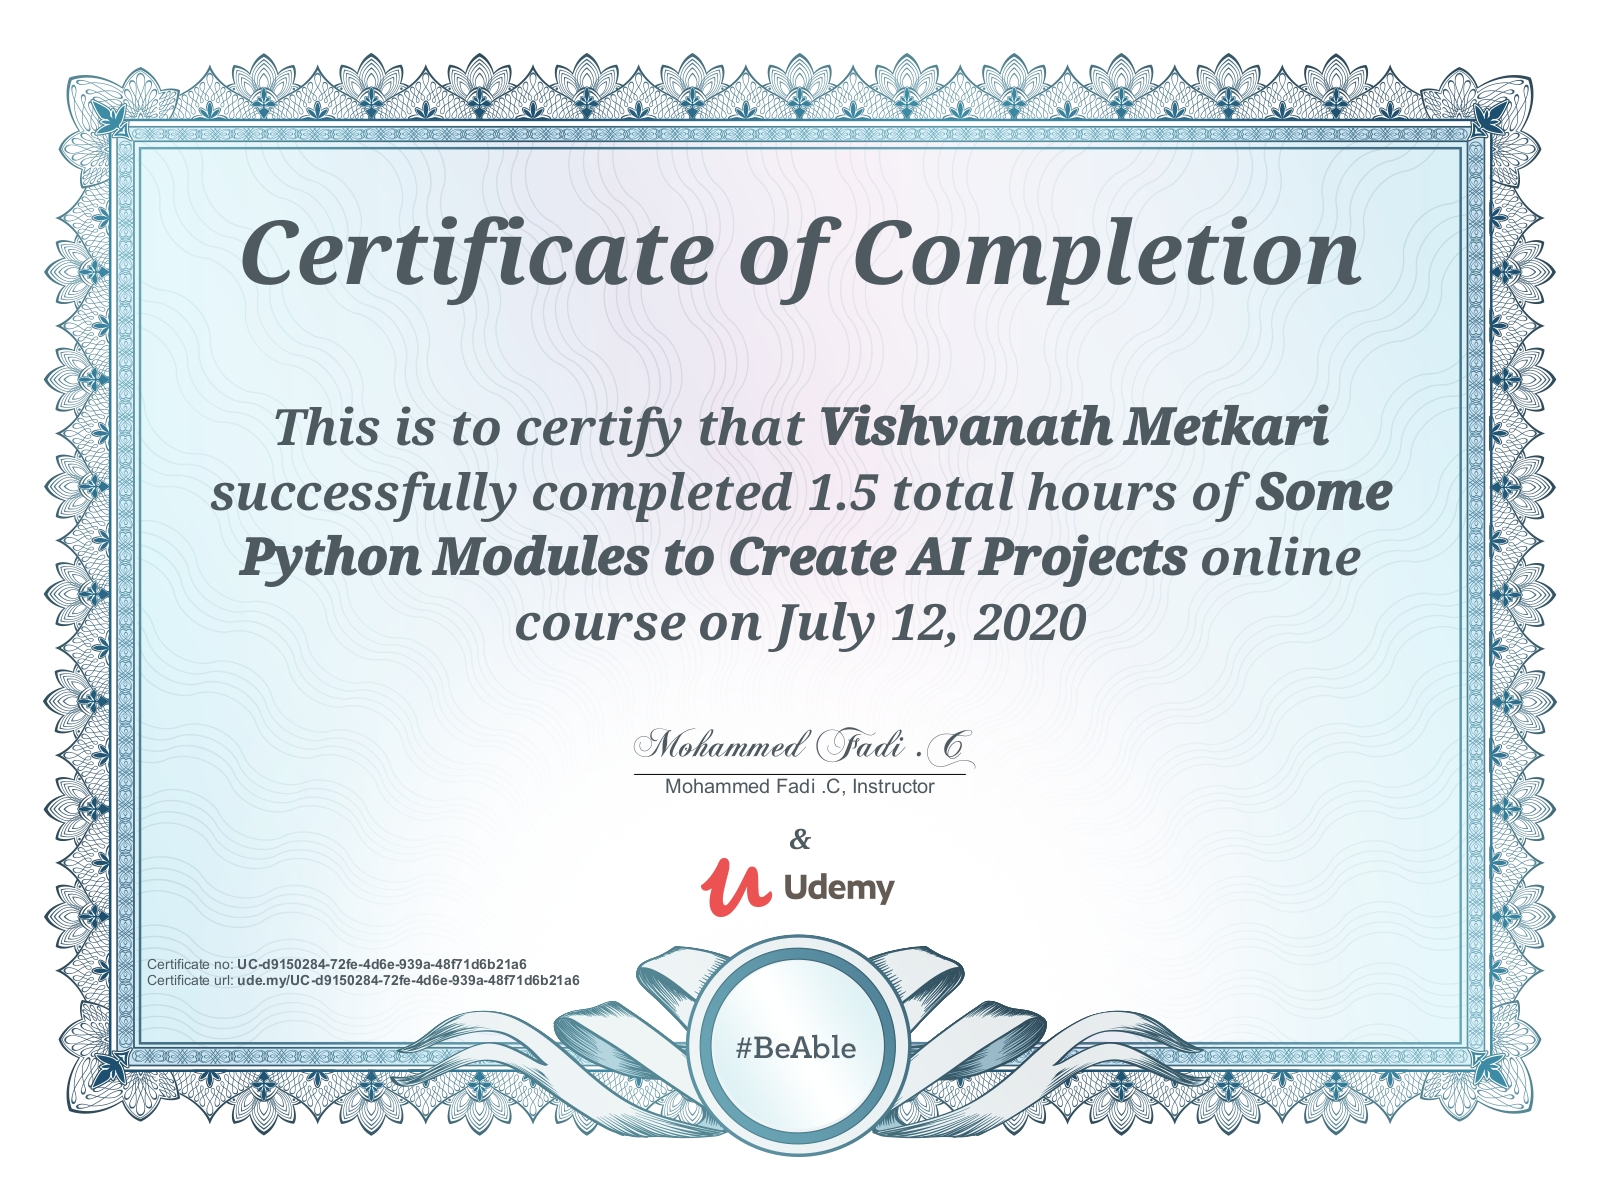 Certificate of Completion
This is to certify that Vishvanath Metkari
successfully completed 1.5 total hours of Some
Python Modules to Create AI Projects online
course on July 12, 2020
Mohammed Fadi .C
Mohammed Fadi .C, Instructor
&
Udemy
Certificate no: UC-d9150284-72fe-4d6e-939a-48f71d6b21a6
Certificate url: ude.my/UC-d9150284-72fe-4d6e-939a-48f71d6b21a6
#BeAble